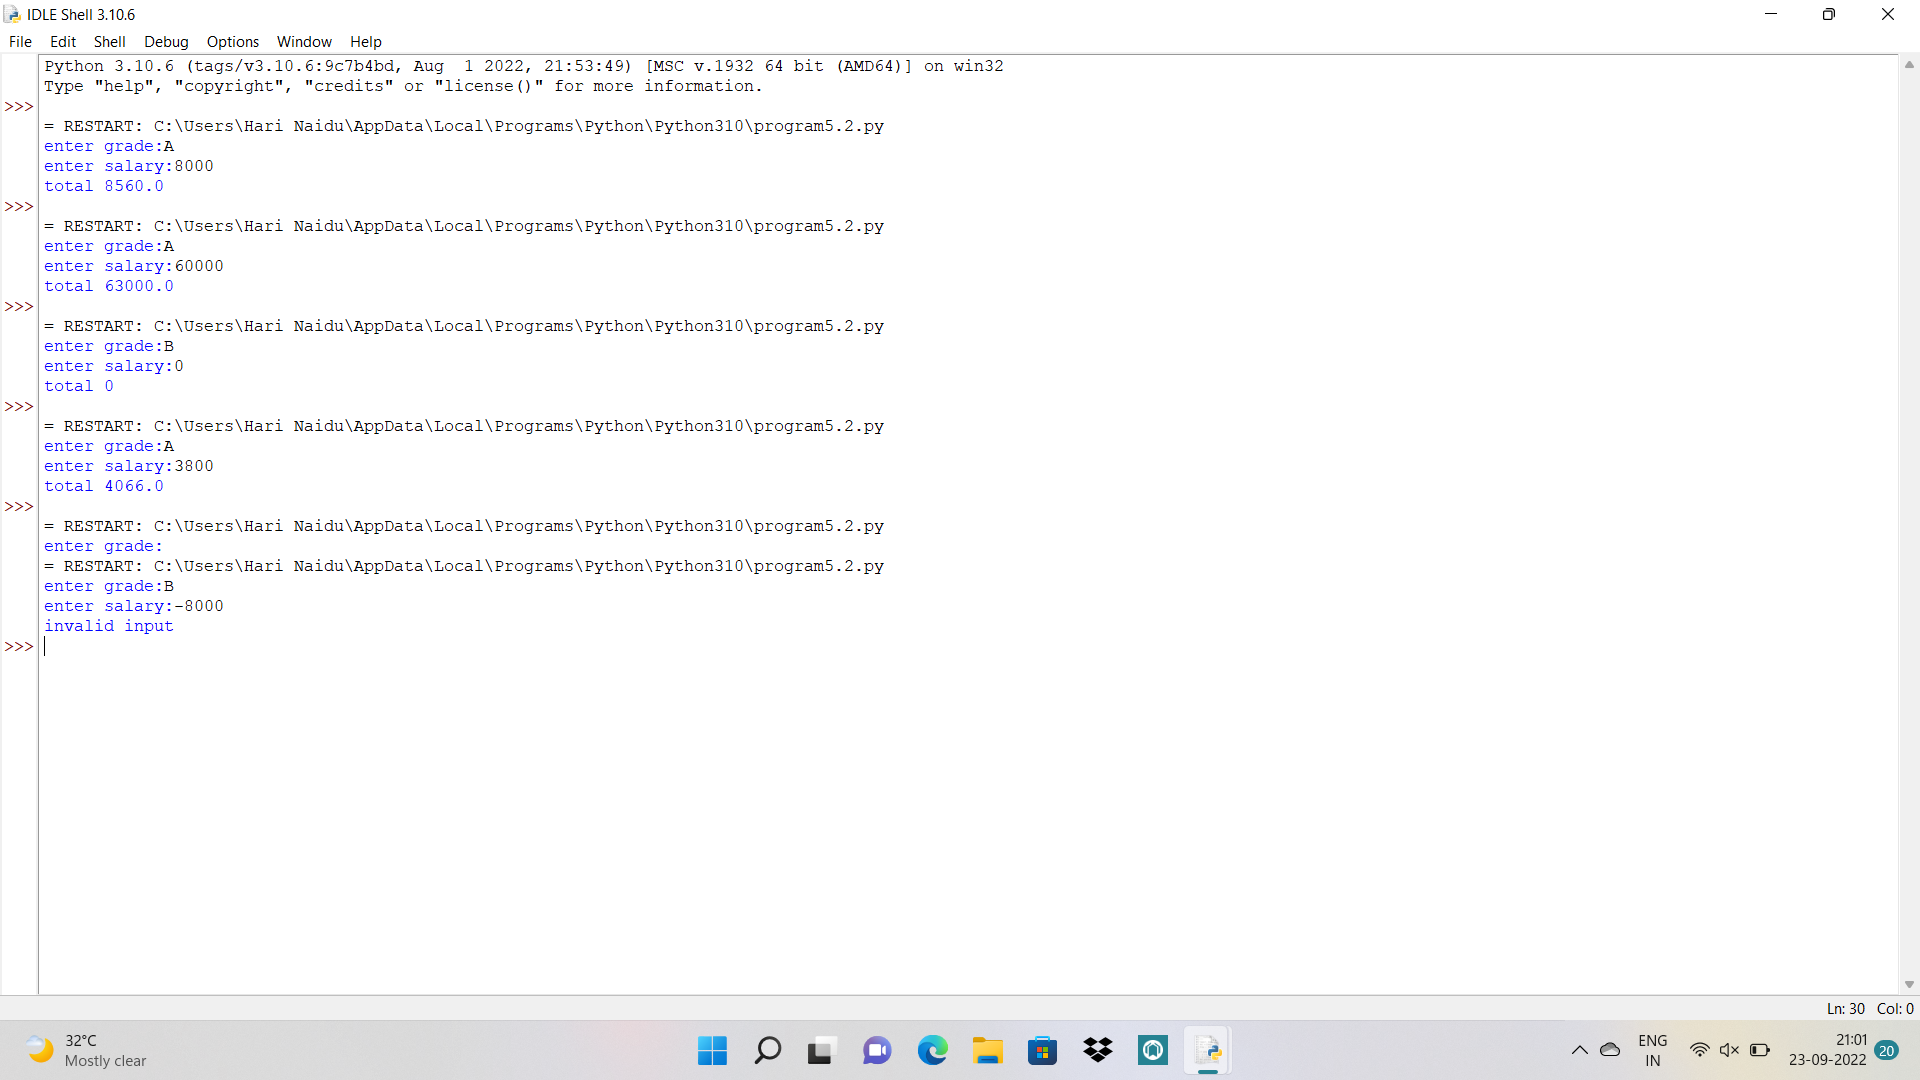 IDLE Shell 3.10.6
File Edit Shell Debug Options Window Help
Python 3.10.6 (tags/v3.10.6:9c7b4bd, Aug  1 2022, 21:53:49) [MSC v.1932 64 bit (AMD64)] on win32
Type "help", "copyright", "credits" or "license()" for more information.
>>>
= RESTART: C:\Users\Hari Naidu\AppData\Local\Programs\Python\Python310\program5.2.py
enter grade:A
enter salary:8000
total 8560.0
>>>
= RESTART: C:\Users\Hari Naidu\AppData\Local\Programs\Python\Python310\program5.2.py
enter grade:A
enter salary:60000
total 63000.0
>>>
= RESTART: C:\Users\Hari Naidu\AppData\Local\Programs\Python\Python310\program5.2.py
enter grade:B
enter salary:0
total 0
>>>
= RESTART: C:\Users\Hari Naidu\AppData\Local\Programs\Python\Python310\program5.2.py
enter grade:A
enter salary:3800
total 4066.0
>>>
= RESTART: C:\Users\Hari Naidu\AppData\Local\Programs\Python\Python310\program5.2.py
enter grade:
= RESTART: C:\Users\Hari Naidu\AppData\Local\Programs\Python\Python310\program5.2.py
enter grade:B
enter salary:-8000
invalid input
>>>
Ln: 30 Col: 0
32°C
Mostly clear
ENG
IN
21:01
23-09-2022
20